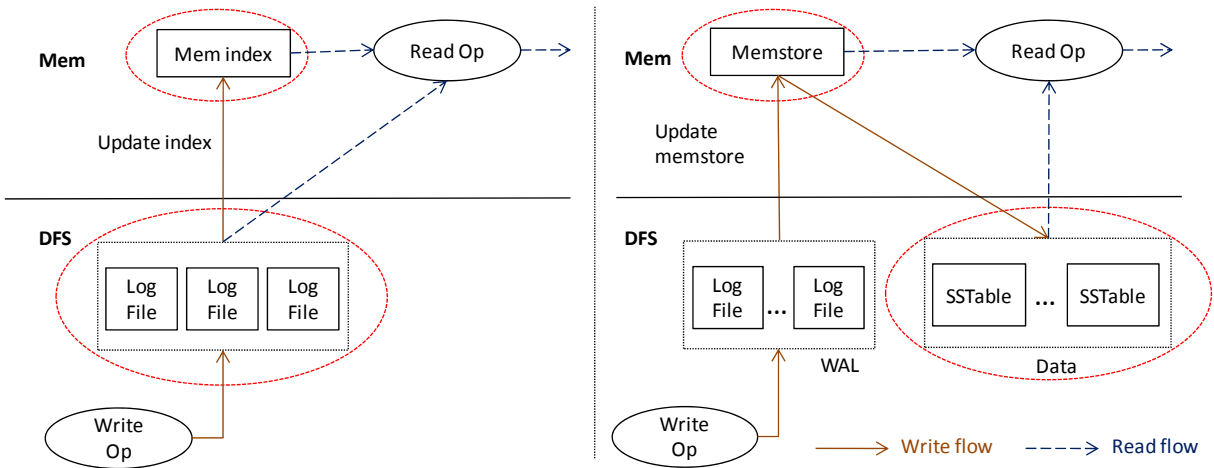 Mem
Mem index
Read Op
Update index
DFS
Log
File
Log
File
Log
File
Write
Op
Mem
Memstore
Read Op
Update
memstore
DFS
Log
File
...
Log
File
WAL
SSTable
...
SSTable
Data
Write
Op
Write flow
Read flow